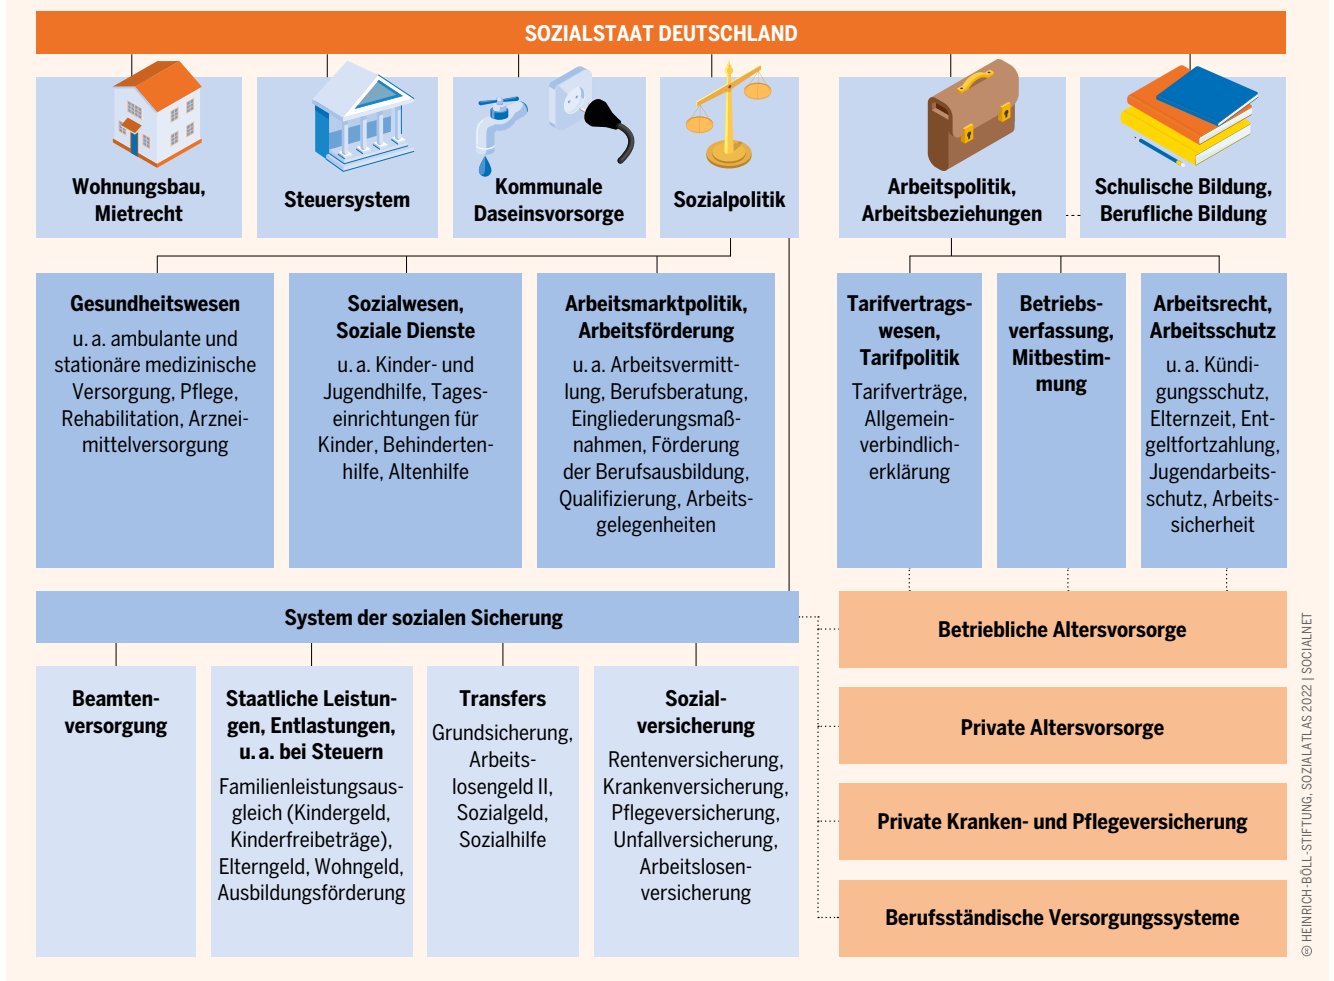 SOZIALSTAAT DEUTSCHLAND
Wohnungsbau,
Mietrecht
Steuersystem
Kommunale
Daseinsvorsorge
Sozialpolitik
Arbeitspolitik,
Arbeitsbeziehungen
Schulische Bildung,
Berufliche Bildung
Gesundheitswesen
u. a. ambulante und
stationäre medizinische
Versorgung, Pflege,
Rehabilitation, Arznei-
mittelversorgung
Sozialwesen,
Soziale Dienste
u. a. Kinder- und
Jugendhilfe, Tages-
einrichtungen für
Kinder, Behinderten-
hilfe, Altenhilfe
Arbeitsmarktpolitik,
Arbeitsförderung
u. a. Arbeitsvermitt-
lung, Berufsberatung,
Eingliederungsmaß-
nahmen, Förderung
der Berufsausbildung,
Qualifizierung, Arbeits-
gelegenheiten
Tarifvertrags-
wesen,
Tarifpolitik
Tarifverträge,
Allgemein-
verbindlich-
erklärung
Betriebs-
verfassung,
Mitbestim-
mung
Arbeitsrecht,
Arbeitsschutz
u. a. Kündi-
gungsschutz,
Elternzeit, Ent-
geltfortzahlung,
Jugendarbeits-
schutz, Arbeits-
sicherheit
System der sozialen Sicherung
Beamten-
versorgung
Staatliche Leistun-
gen, Entlastungen,
u. a. bei Steuern
Familienleistungsaus-
gleich (Kindergeld,
Kinderfreibeträge),
Elterngeld, Wohngeld,
Ausbildungsförderung
Transfers
Grundsicherung,
Arbeits-
losengeld II,
Sozialgeld,
Sozialhilfe
Sozial-
versicherung
Rentenversicherung,
Krankenversicherung,
Pflegeversicherung,
Unfallversicherung,
Arbeitslosen-
versicherung
Betriebliche Altersvorsorge
Private Altersvorsorge
Private Kranken- und Pflegeversicherung
Berufsständische Versorgungssysteme
© HEINRICH-BÖLL-STIFTUNG, SOZIALATLAS 2022 | SOCIALNET